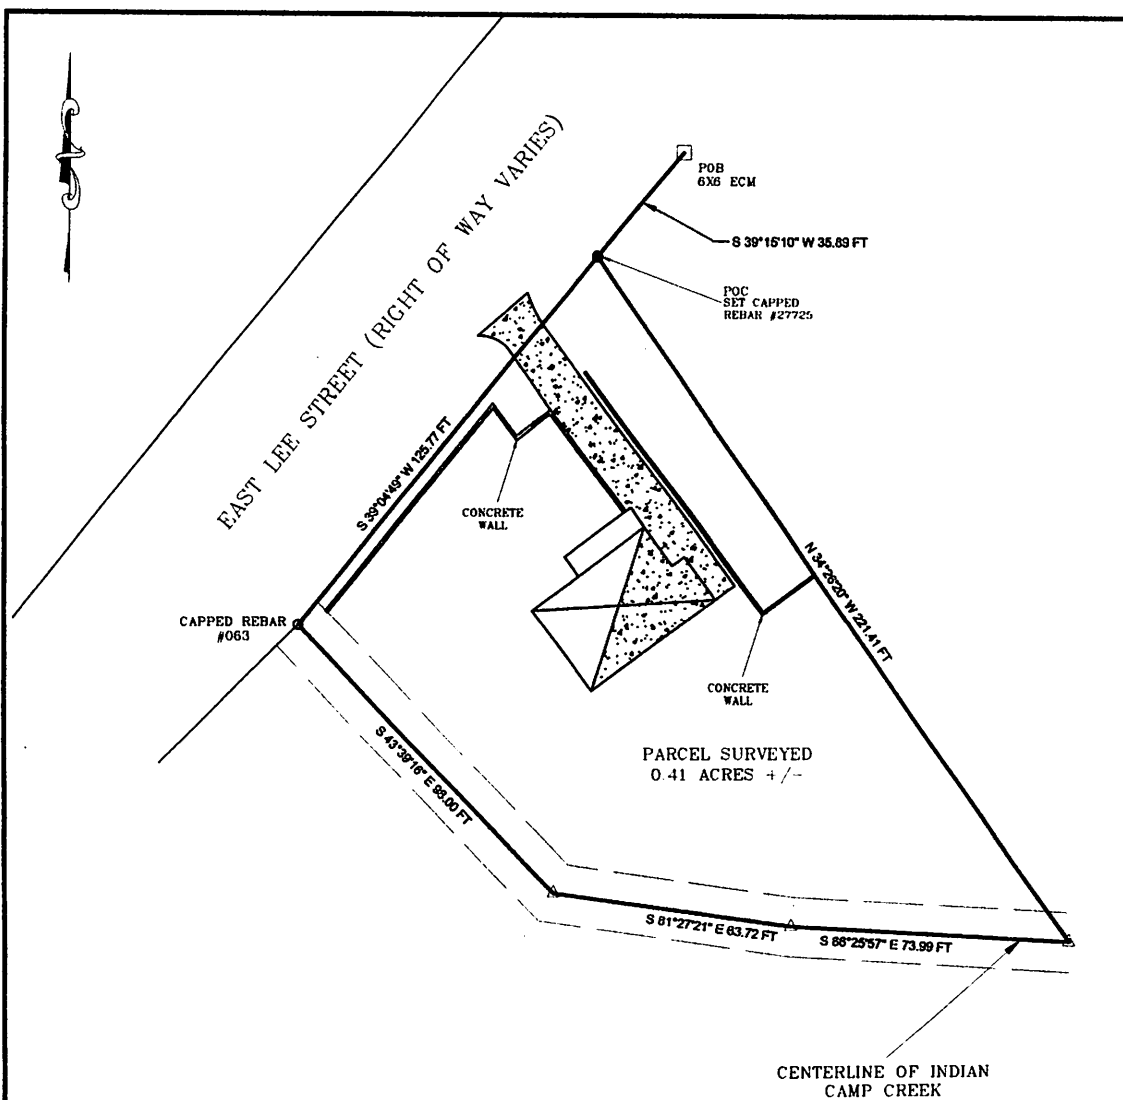 POB
6X6 ECM
S 39°15'10" W 35.89 FT
POC
SET CAPPED
REBAR #27725
EAST LEE STREET (RIGHT OF WAY VARIES)
S 39°04'49" W 125.77 FT
CONCRETE
WALL
N 34°26'20" W 221.41 FT
CAPPED REBAR
#063
CONCRETE
WALL
S 43°39'16" E 98.00 FT
PARCEL SURVEYED
0.41 ACRES +/-
S 81°27'21" E 63.72 FT
S 86°25'57" E 73.99 FT
CENTERLINE OF INDIAN
CAMP CREEK